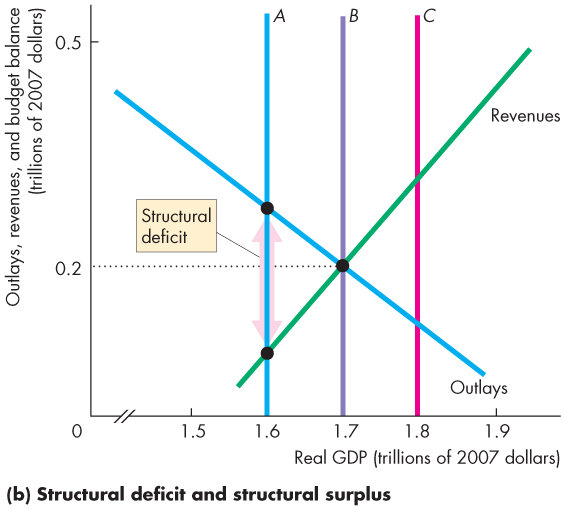 Outlays, revenues, and budget balance
(trillions of 2007 dollars)
0.5
0.2
0
A
B
C
Revenues
Structural
deficit
Outlays
1.5
1.6
1.7
1.8
1.9
Real GDP (trillions of 2007 dollars)
(b) Structural deficit and structural surplus